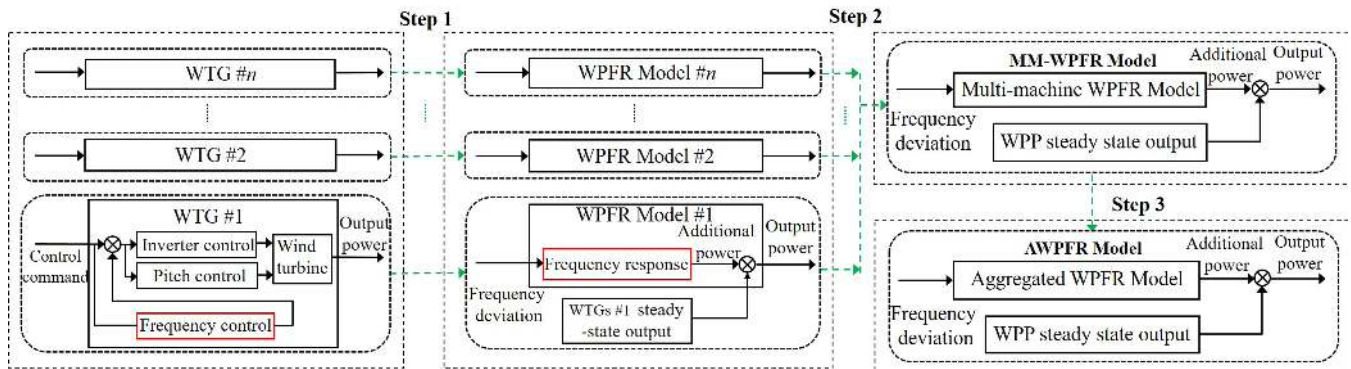 Step 1
WTG #n
WTG #2
WTG #1
Inverter control
Pitch control
Wind
turbine
Frequency control
Control
command
Output
power
WPFR Model #n
WPFR Model #2
WPFR Model #1
Frequency response
Additional
power
Output
power
Frequency
deviation
WTGs #1 steady
-state output
Step 2
MM-WPFR Model
Multi-machine WPFR Model
Additional
power
Output
power
Frequency
deviation
WPP steady state output
Step 3
AWPFR Model
Aggregated WPFR Model
Additional
power
Output
power
Frequency
deviation
WPP steady state output